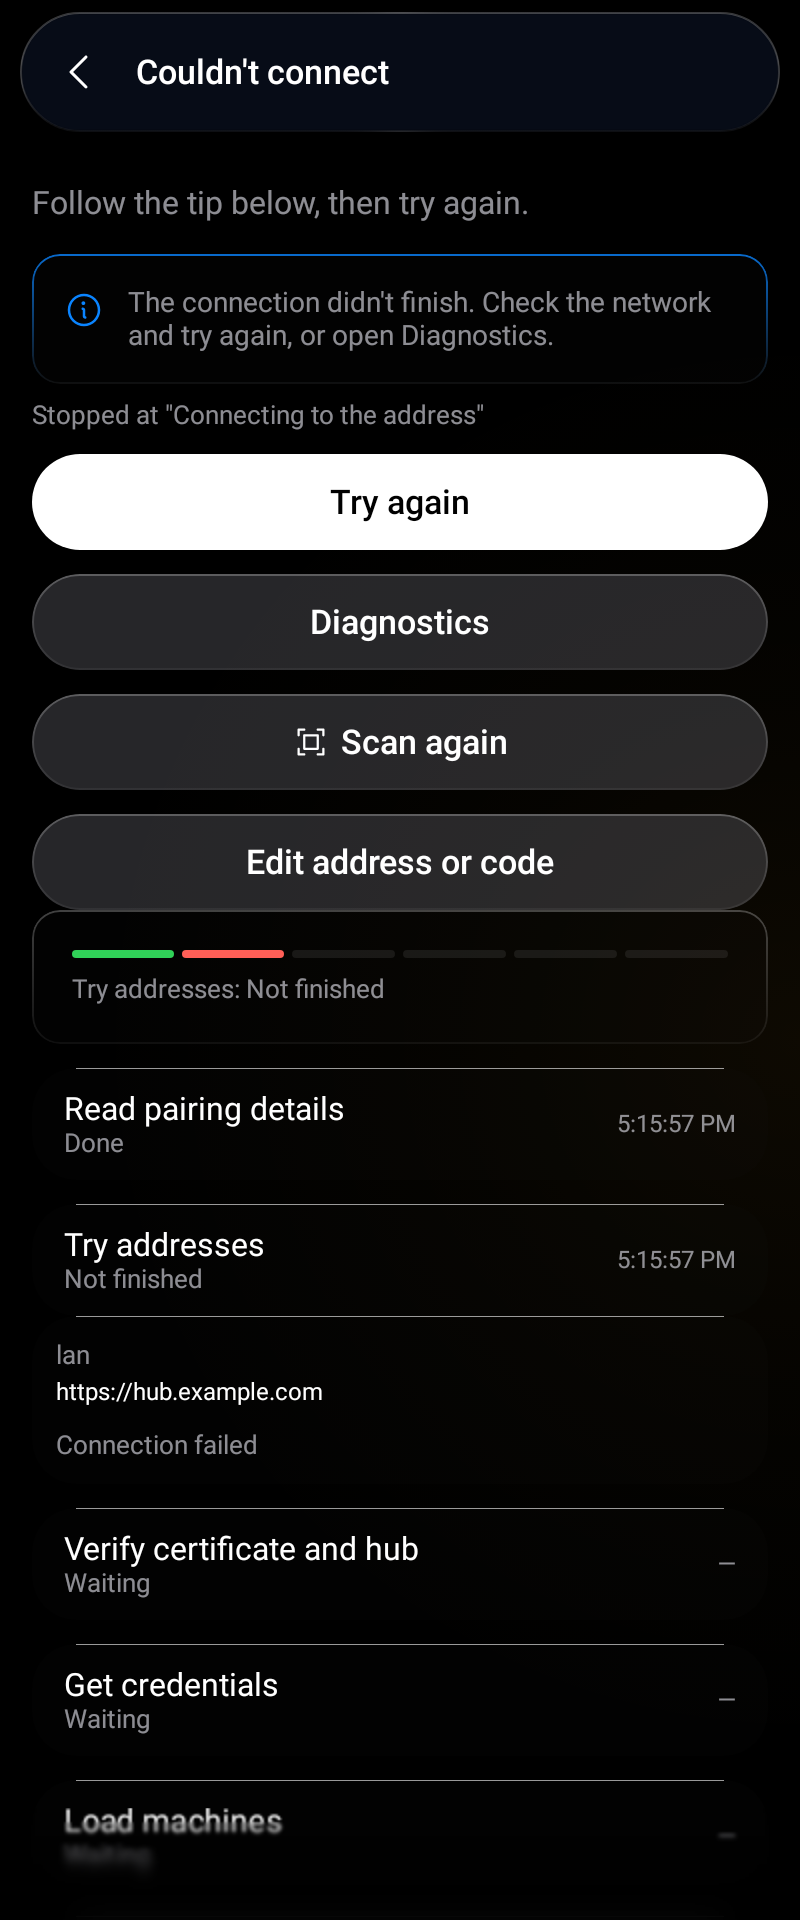 Couldn't connect
Follow the tip below, then try again.
The connection didn't finish. Check the network
and try again, or open Diagnostics.
Stopped at "Connecting to the address"
Try again
Diagnostics
Scan again
Edit address or code
Try addresses: Not finished
Read pairing details
Done
5:15:57 PM
Try addresses
Not finished
5:15:57 PM
lan
https://hub.example.com
Connection failed
Verify certificate and hub
Waiting
–
Get credentials
Waiting
–
Load machines
Waiting
–